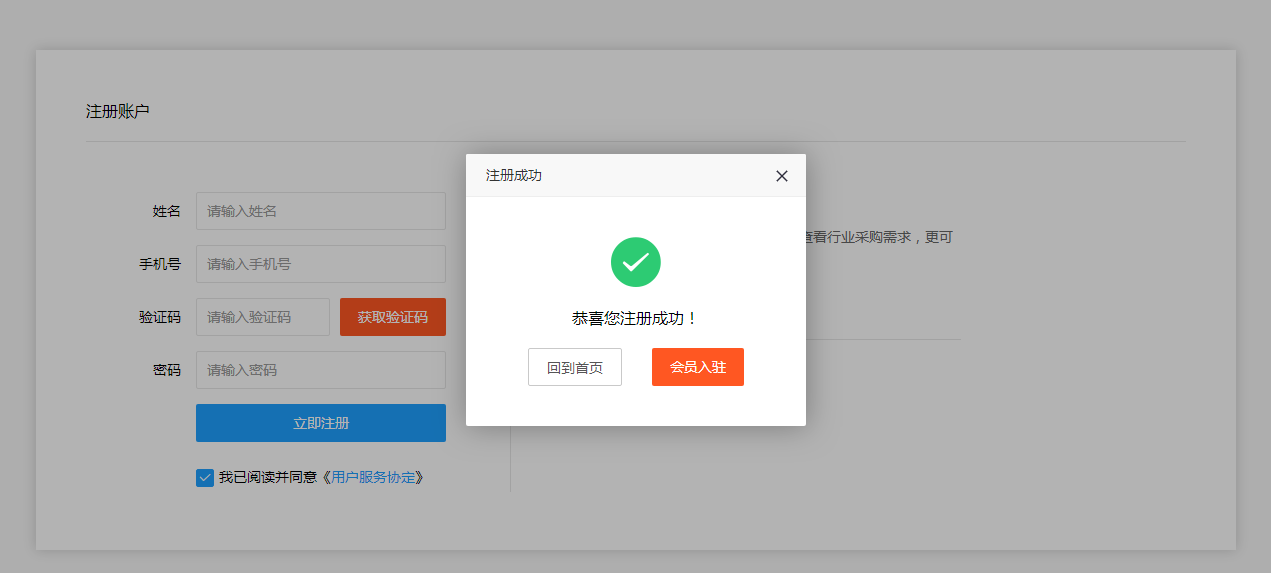 注册账户
注册成功
姓名 请输入姓名
查看行业采购需求，更可
手机号 请输入手机号
验证码 请输入验证码 获取验证码
恭喜您注册成功！
密码 请输入密码
回到首页 会员入驻
立即注册
我已阅读并同意《用户服务协定》